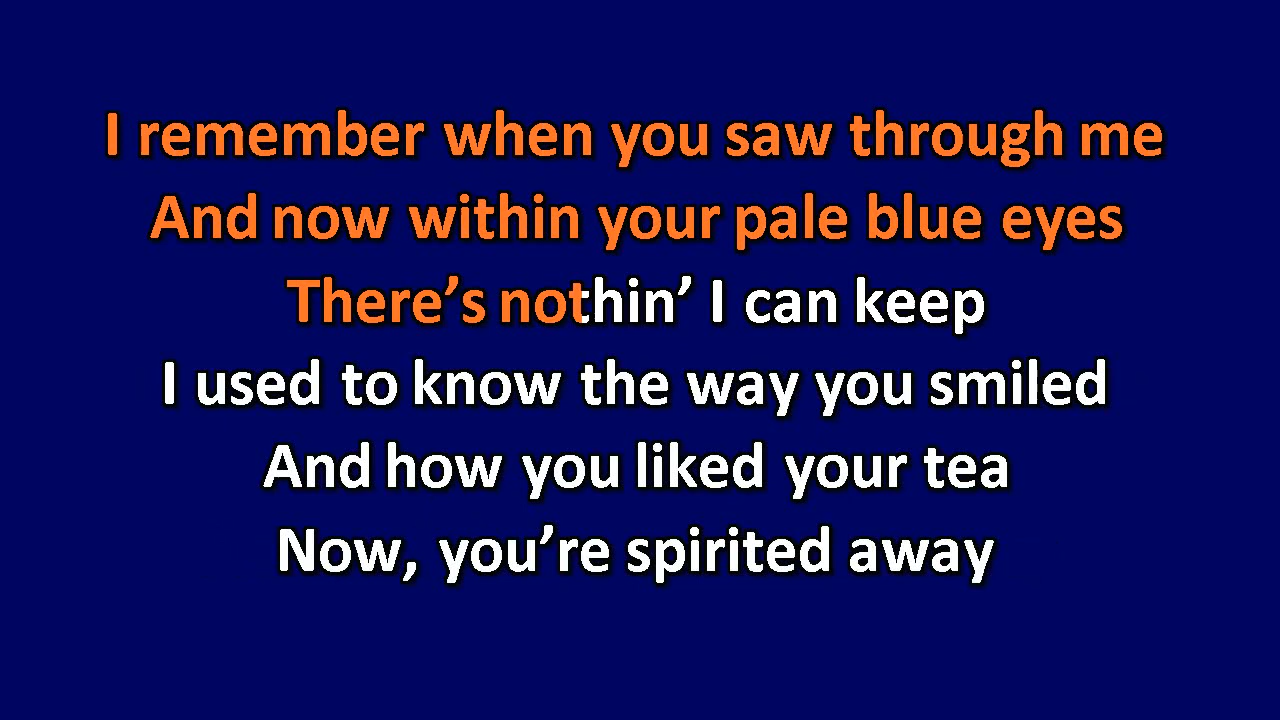 I remember when you saw through me
And now within your pale blue eyes
There’s nothin’ I can keep
I used to know the way you smiled
And how you liked your tea
Now, you’re spirited away